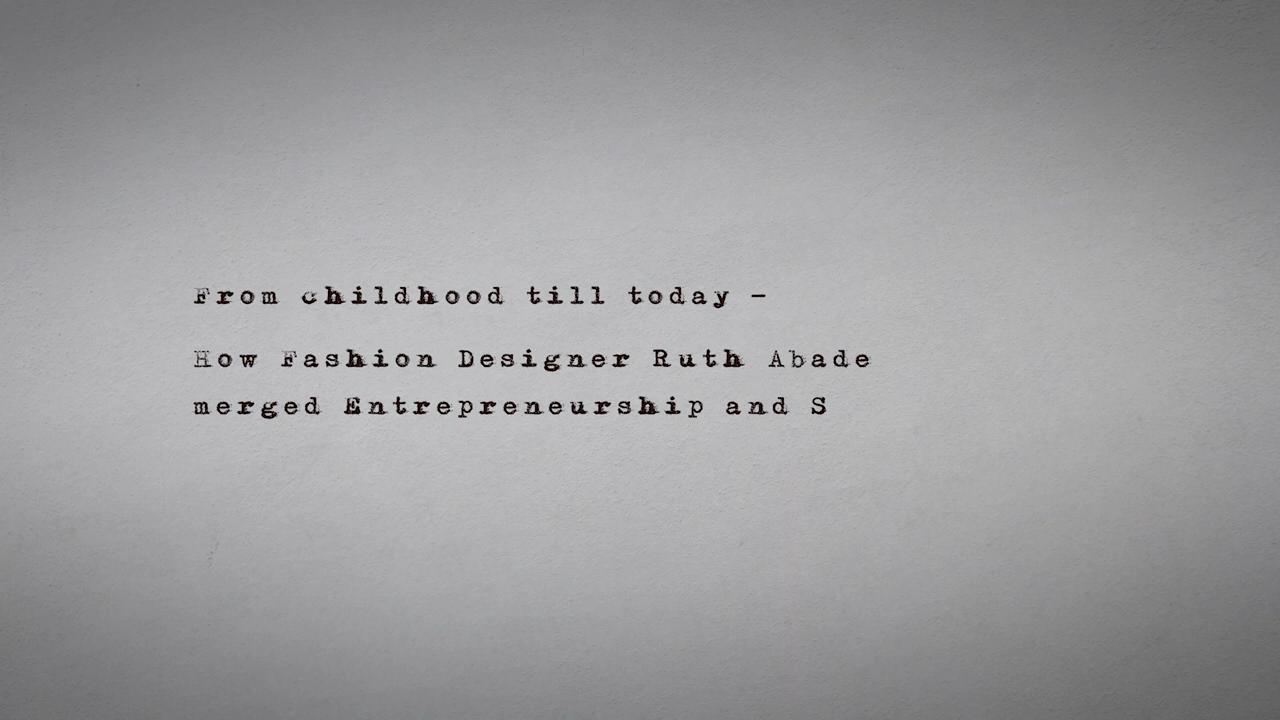 From childhood till today -
How Fashion Designer Ruth Abade
merged Entrepreneurship and S